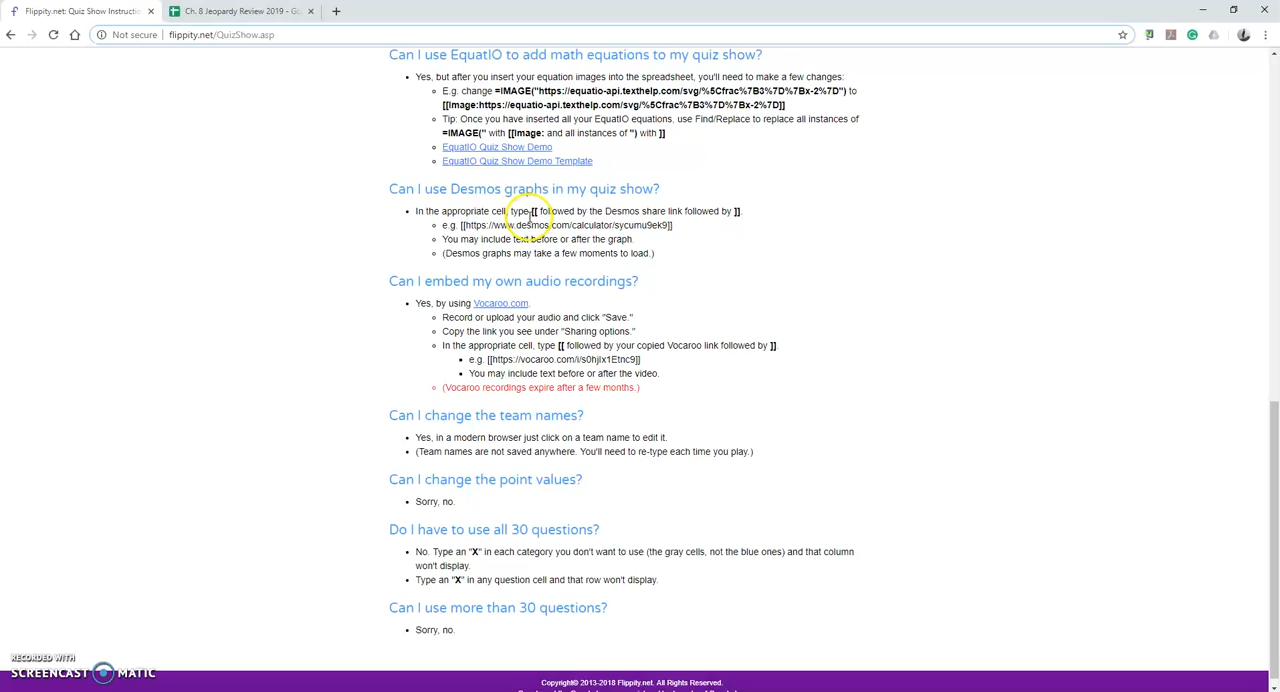 Flippity.net: Quiz Show Instructio
Ch. 8 Jeopardy Review 2019 - Go
Not secure | flippity.net/QuizShow.asp
Can I use EquatIO to add math equations to my quiz show?
Yes, but after you insert your equation images into the spreadsheet, you'll need to make a few changes:
E.g. change =IMAGE("https://equatio-api.texthelp.com/svg/%5Cfrac%7B3%7D%7Bx-2%7D") to
[[Image:https://equatio-api.texthelp.com/svg/%5Cfrac%7B3%7D%7Bx-2%7D]]
Tip: Once you have inserted all your EquatIO equations, use Find/Replace to replace all instances of
=IMAGE(" with [[Image: and all instances of ") with ]]
EquatIO Quiz Show Demo
EquatIO Quiz Show Demo Template
Can I use Desmos graphs in my quiz show?
In the appropriate cell, type [[ followed by the Desmos share link followed by ]].
e.g. [[https://www.desmos.com/calculator/sycumu9ek9]]
You may include text before or after the graph.
(Desmos graphs may take a few moments to load.)
Can I embed my own audio recordings?
Yes, by using Vocaroo.com.
Record or upload your audio and click "Save."
Copy the link you see under "Sharing options."
In the appropriate cell, type [[ followed by your copied Vocaroo link followed by ]].
e.g. [[https://vocaroo.com/i/s0hjIx1Etnc9]]
You may include text before or after the video.
(Vocaroo recordings expire after a few months.)
Can I change the team names?
Yes, in a modern browser just click on a team name to edit it.
(Team names are not saved anywhere. You'll need to re-type each time you play.)
Can I change the point values?
Sorry, no.
Do I have to use all 30 questions?
No. Type an "X" in each category you don't want to use (the gray cells, not the blue ones) and that column
won't display.
Type an "X" in any question cell and that row won't display.
Can I use more than 30 questions?
Sorry, no.
RECORDED WITH
SCREENCAST MATIC
Copyright© 2013-2018 Flippity.net. All Rights Reserved.